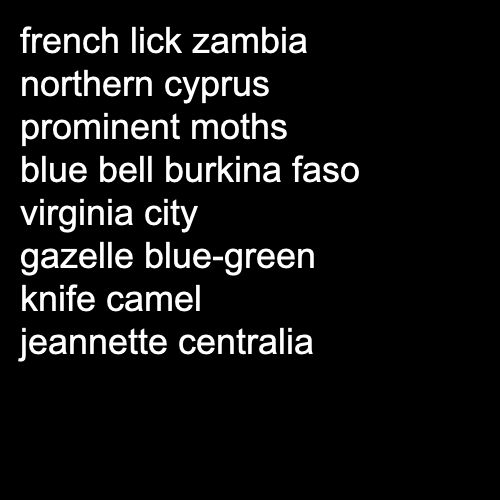 french lick zambia
northern cyprus
prominent moths
blue bell burkina faso
virginia city
gazelle blue-green
knife camel
jeannette centralia